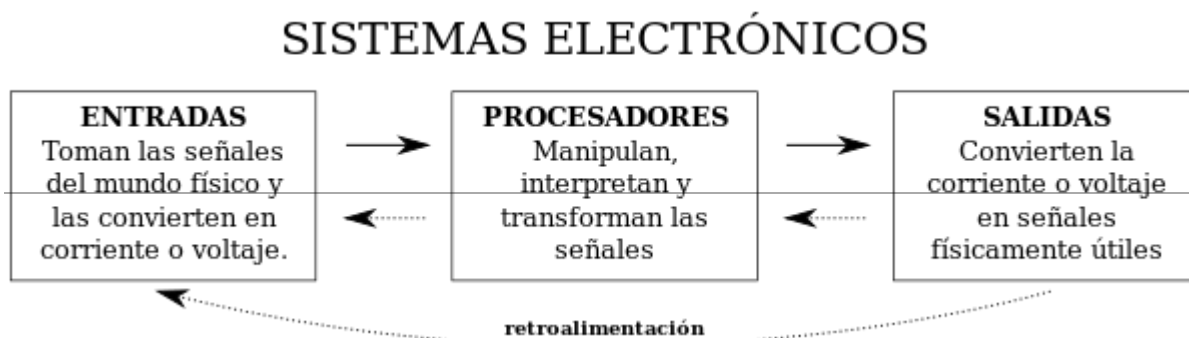 SISTEMAS ELECTRÓNICOS
ENTRADAS
Toman las señales
del mundo físico y
las convierten en
corriente o voltaje.
PROCESADORES
Manipulan,
interpretan y
transforman las
señales
SALIDAS
Convierten la
corriente o voltaje
en señales
físicamente útiles
retroalimentación